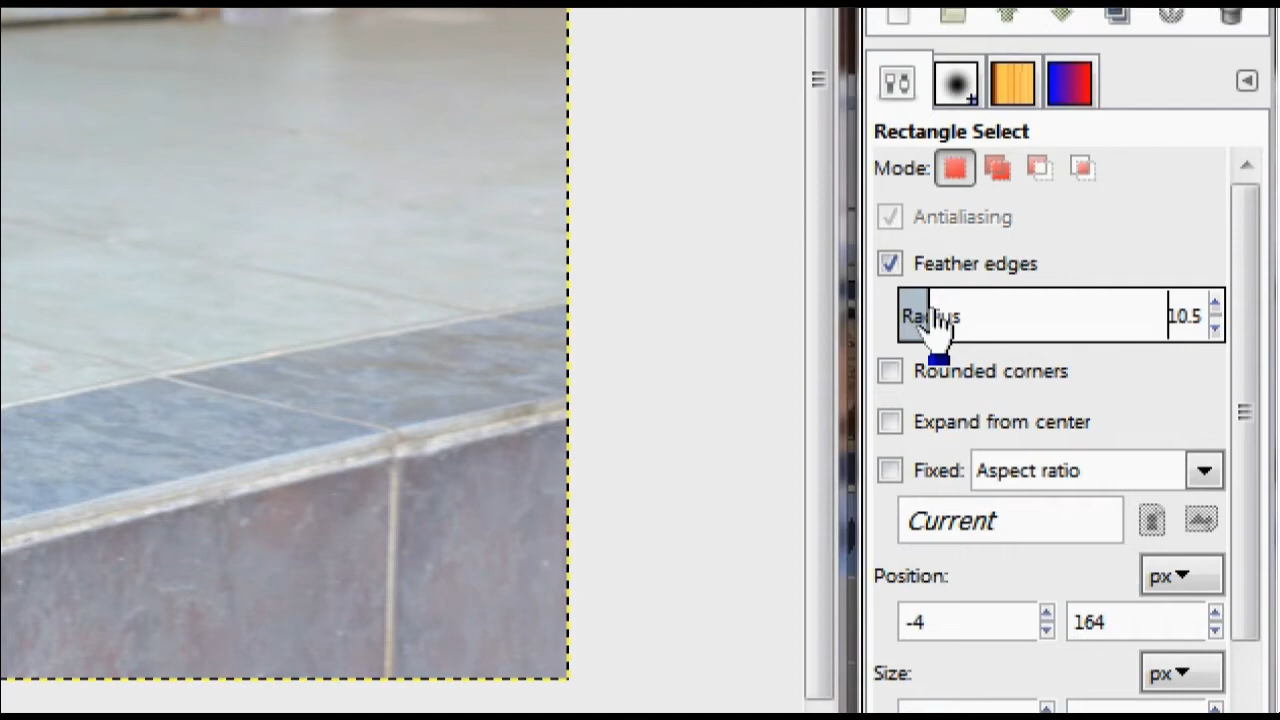 Rectangle Select
Mode:
Antialiasing
Feather edges
Radius 10.5
Rounded corners
Expand from center
Fixed: Aspect ratio
Current
Position: px
-4 164
Size: px